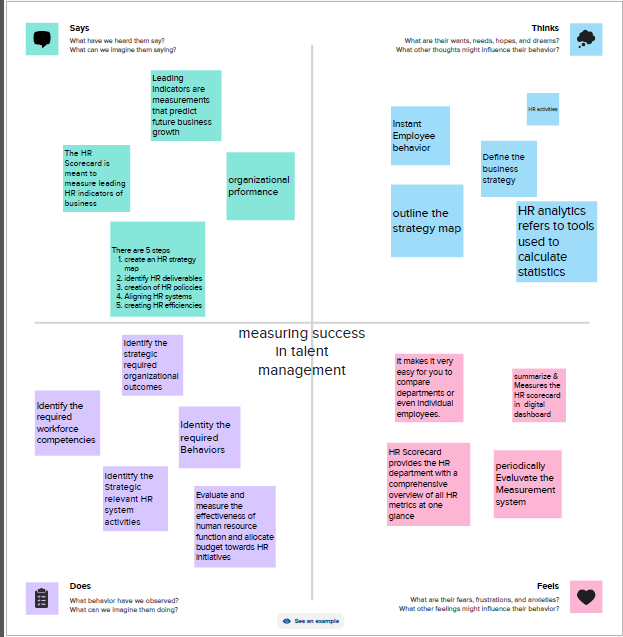 Says
What have we heard them say?
What can we imagine them saying?
Thinks
What are their wants, needs, hopes, and dreams?
What other thoughts might influence their behavior?
Leading
indicators are
measurements
that predict
future business
growth
The HR
Scorecard is
meant to
measure leading
HR indicators of
business
organizational
prformance
There are 5 steps
1. create an HR strategy
map
2. identify HR deliverables
3. creation of HR policcies
4. Aligning HR systems
5. creating HR efficiencies
HR activities
Instant
Employee
behavior
Define the
business
strategy
outline the
strategy map
HR analytics
refers to tools
used to
calculate
statistics
measuring success
in talent
management
Identify the
strategic
required
organizational
outcomes
Identify the
required
workforce
competencies
Identity the
required
Behaviors
Identitfy the
Strategic
relevant HR
system
activities
Evaluate and
measure the
effectiveness of
human resource
function and allocate
budget towards HR
initiatives
It makes it very
easy for you to
compare
departments or
even individual
employees.
summarize &
Measures the
HR scorecard
in digital
dashboard
HR Scorecard
provides the HR
department with a
comprehensive
overview of all HR
metrics at one
glance
periodically
Evaluvate the
Measurement
system
Does
What behavior have we observed?
What can we imagine them doing?
Feels
What are their fears, frustrations, and anxieties?
What other feelings might influence their behavior?
See an example